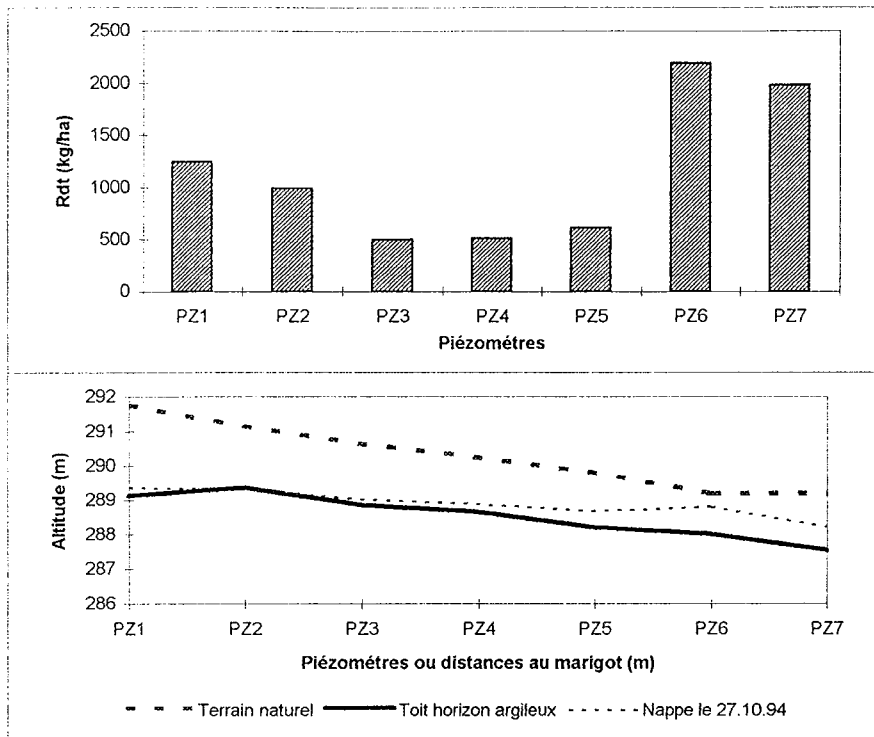 2500
2000
1500
1000
500
0
Rdt (kg/ha)
PZ1 PZ2 PZ3 PZ4 PZ5 PZ6 PZ7
Piézométres
292
291
290
289
288
287
286
Altitude (m)
PZ1 PZ2 PZ3 PZ4 PZ5 PZ6 PZ7
Piézométres ou distances au marigot (m)
Terrain naturel Toit horizon argileux Nappe le 27.10.94